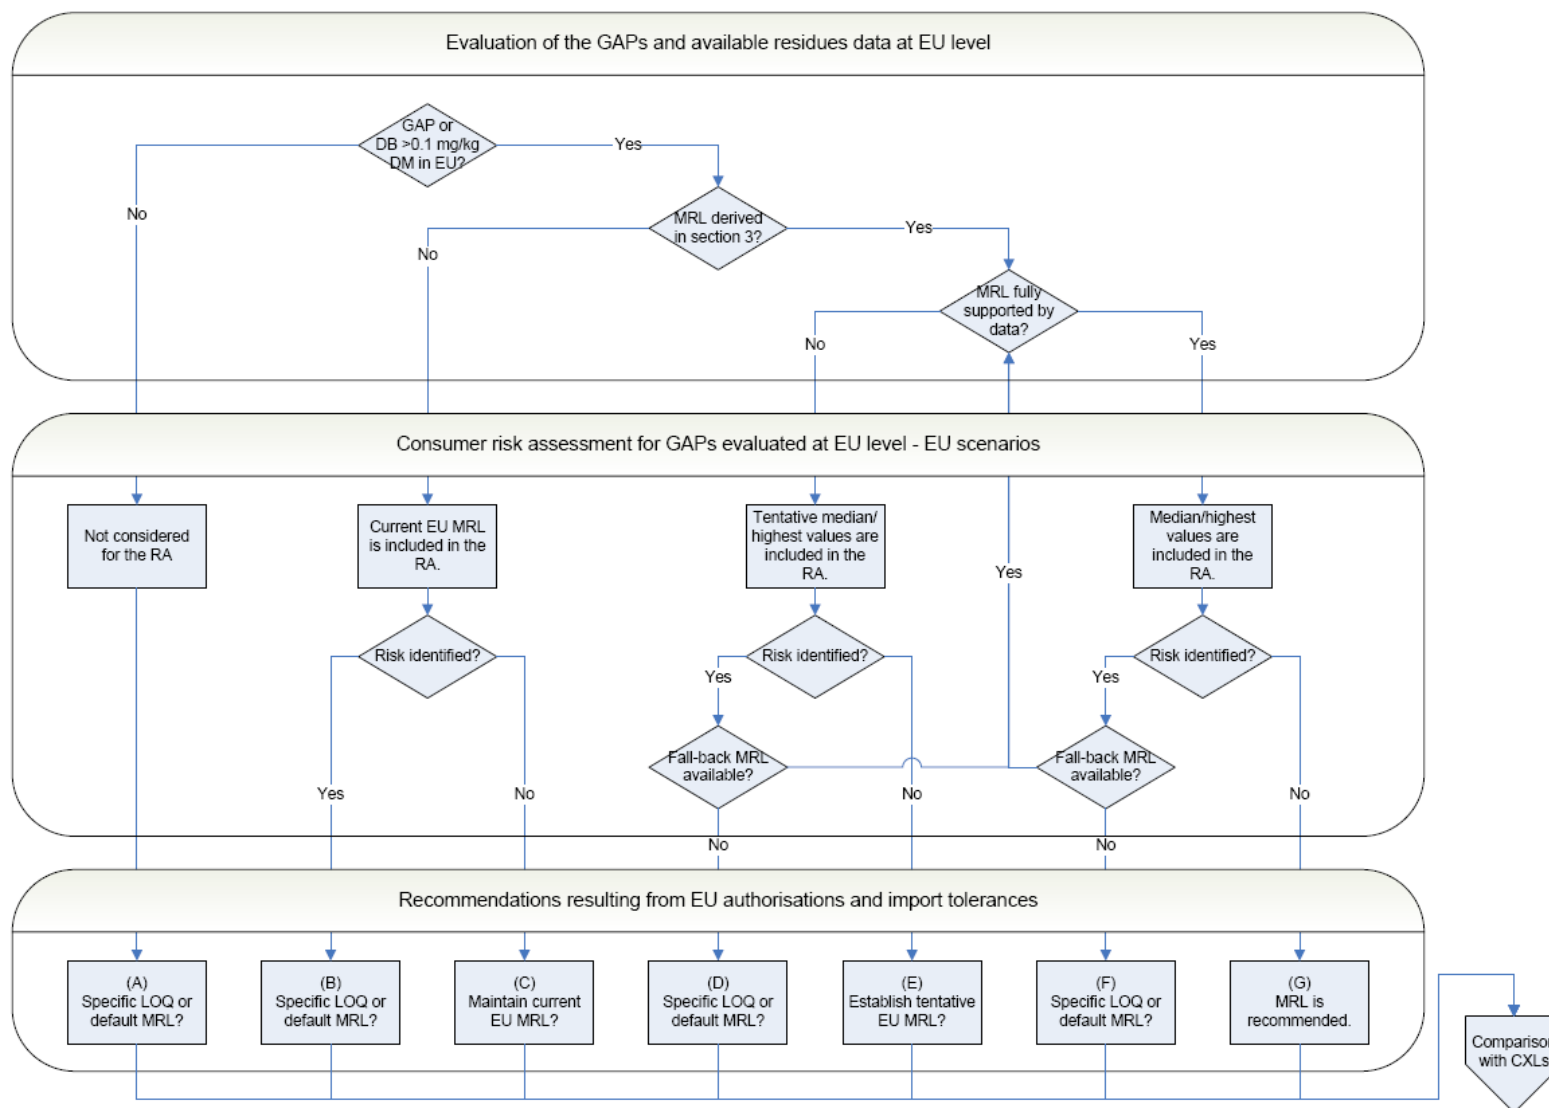 Evaluation of the GAPs and available residues data at EU level
GAP or
DB >0.1 mg/kg
DM in EU?
Yes
No
MRL derived
in section 3?
Yes
No
MRL fully
supported by
data?
No
Yes
Consumer risk assessment for GAPs evaluated at EU level - EU scenarios
Not considered
for the RA
Current EU MRL
is included in the
RA.
Tentative median/
highest values are
included in the
RA.
Median/highest
values are
included in the
RA.
Yes
Risk identified?
Risk identified?
Risk identified?
Yes
Yes
Fall-back MRL
available?
Fall-back MRL
available?
Yes
No
No
No
No
No
Recommendations resulting from EU authorisations and import tolerances
(A)
Specific LOQ or
default MRL?
(B)
Specific LOQ or
default MRL?
(C)
Maintain current
EU MRL?
(D)
Specific LOQ or
default MRL?
(E)
Establish tentative
EU MRL?
(F)
Specific LOQ or
default MRL?
(G)
MRL is
recommended.
Comparison
with CXLs